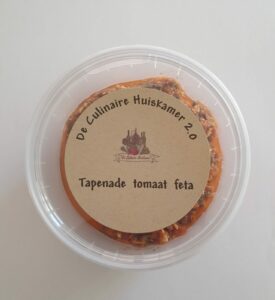 De Culinaire Huiskamer 2.0
Tapenade tomaat feta